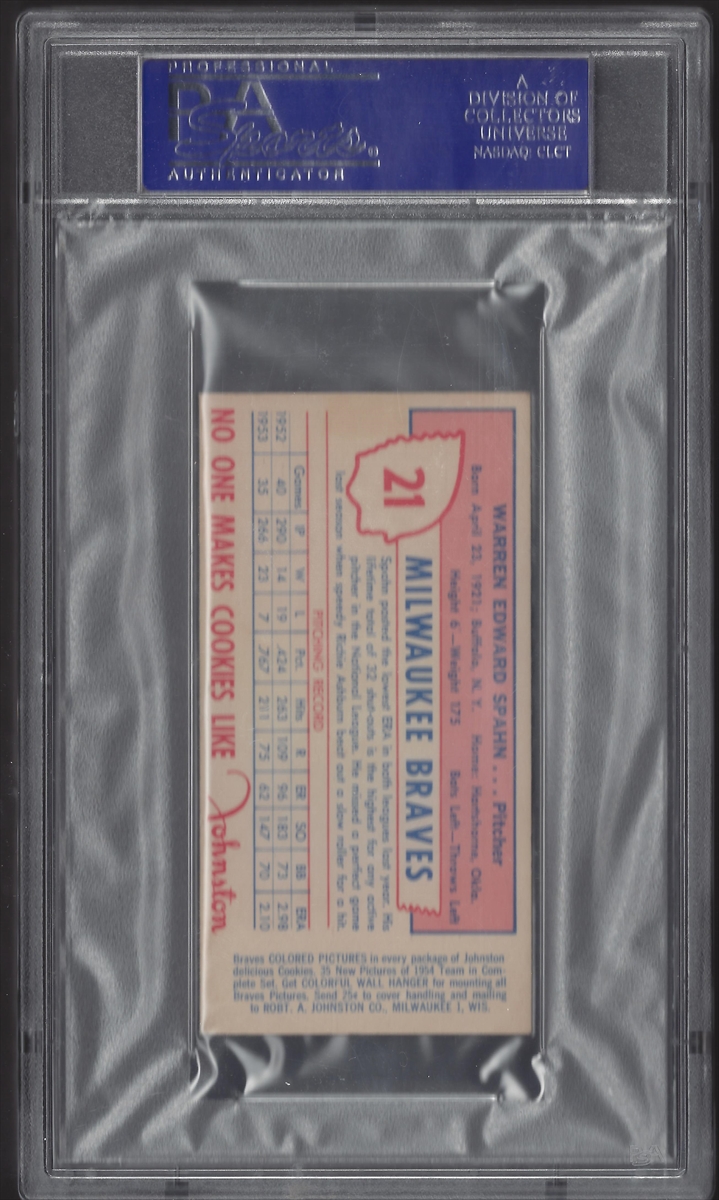 PROFESSIONAL
PSA
Sports®
AUTHENTICATOR
A
DIVISION OF
COLLECTORS
UNIVERSE
NASDAQ: CLCT
WARREN EDWARD SPAHN . . . Pitcher
Born April 23, 1921; Buffalo, N. Y. Home: Hartshorne, Okla.
Height 6—Weight 175 Bats Left—Throws Left
21
MILWAUKEE BRAVES
Spahn posted the lowest ERA in both leagues last year. His
lifetime total of 32 shut-outs is the highest for any active
pitcher in the National League. He missed a perfect game
last season when speedy Richie Ashburn beat out a slow roller for a hit.
PITCHING RECORD
Games IP W L Pct. Hits R ER SO BB ERA
1952 40 290 14 19 .424 263 109 96 183 73 2.98
1953 35 266 23 7 .767 211 75 62 147 70 2.10
NO ONE MAKES COOKIES LIKE Johnston
Braves COLORED PICTURES in every package of Johnston
delicious Cookies. 35 New Pictures of 1954 Team in Com-
plete Set. Get COLORFUL WALL HANGER for mounting all
Braves Pictures. Send 25¢ to cover handling and mailing
to ROBT. A. JOHNSTON CO., MILWAUKEE 1, WIS.
PSA